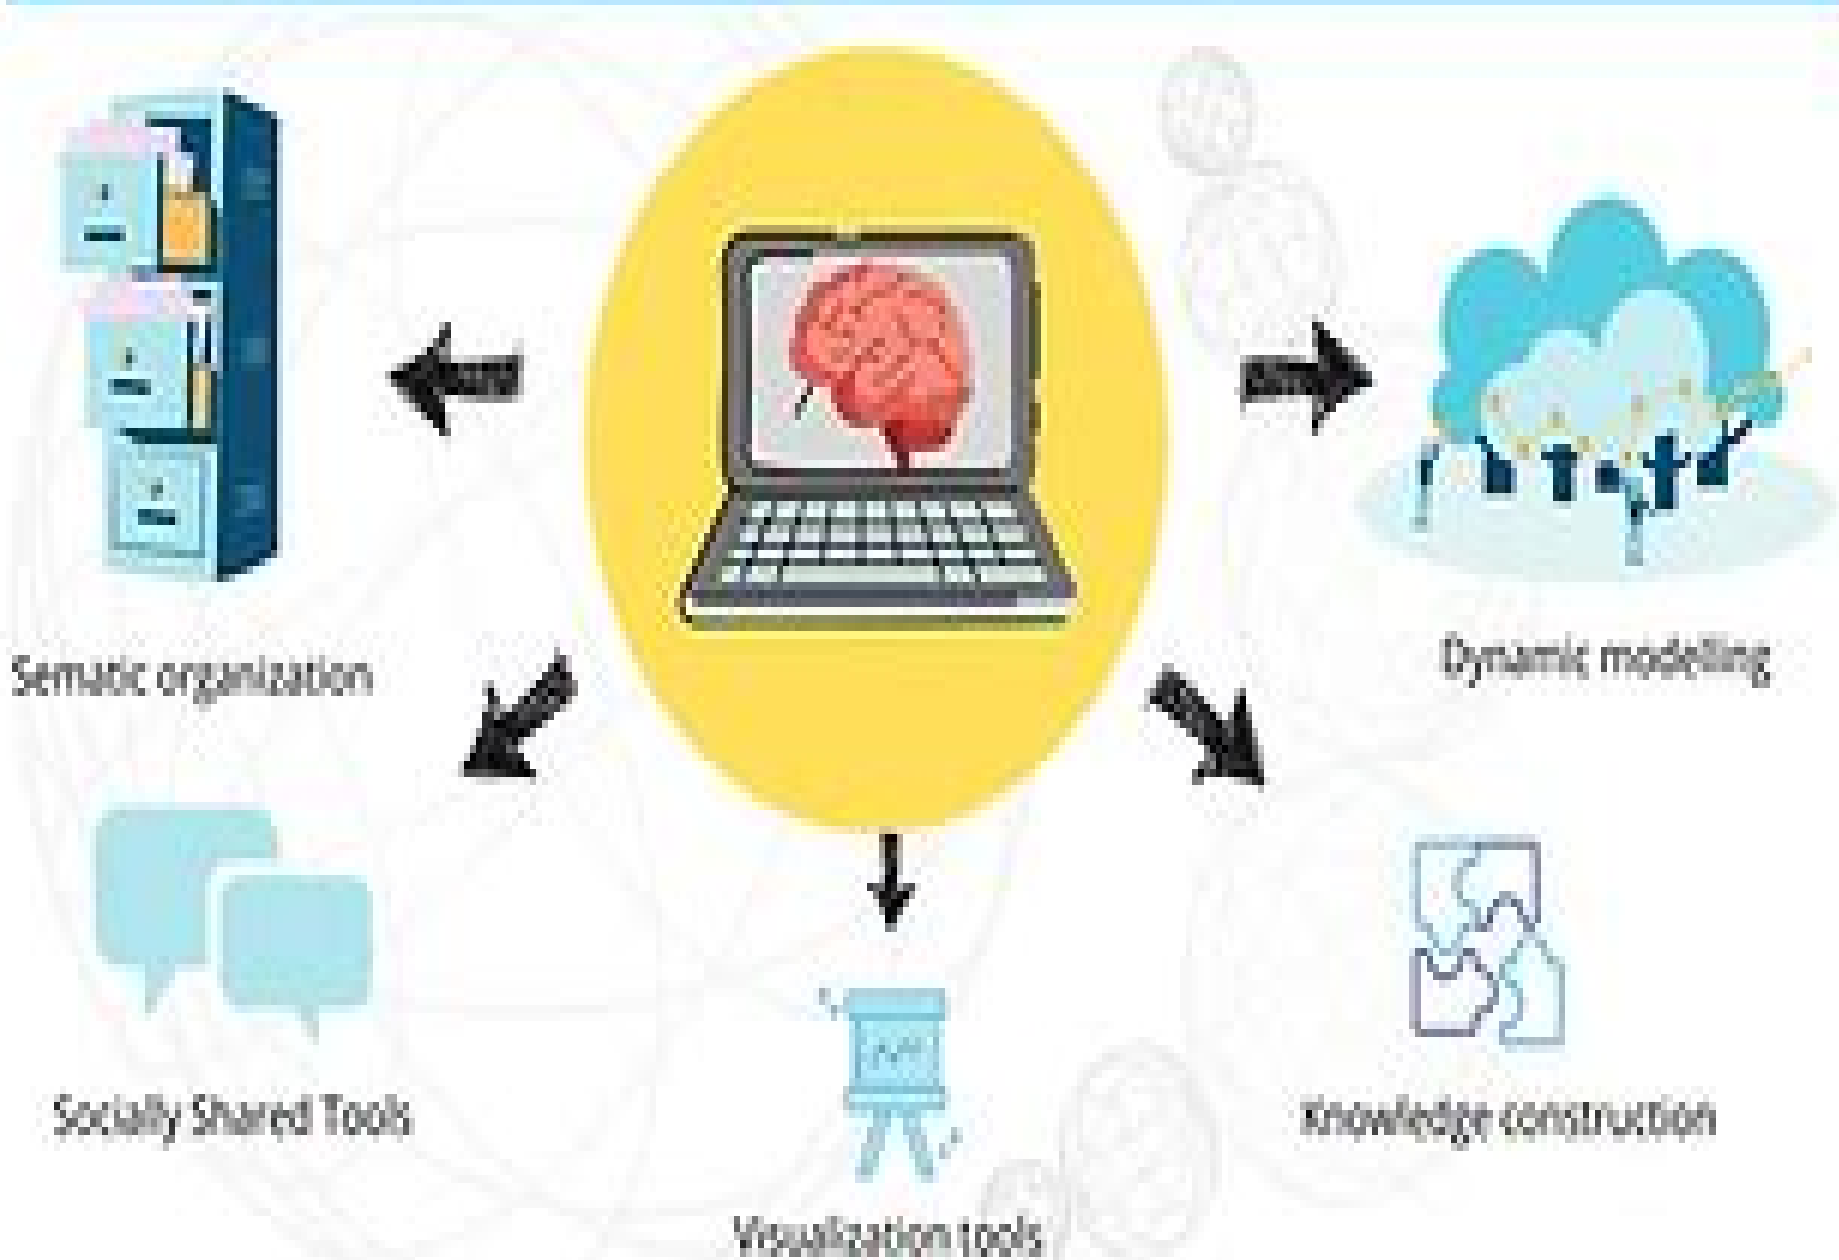 Sematic organization
Dynamic modelling
Socially Shared Tools
Knowledge construction
Visualization tools